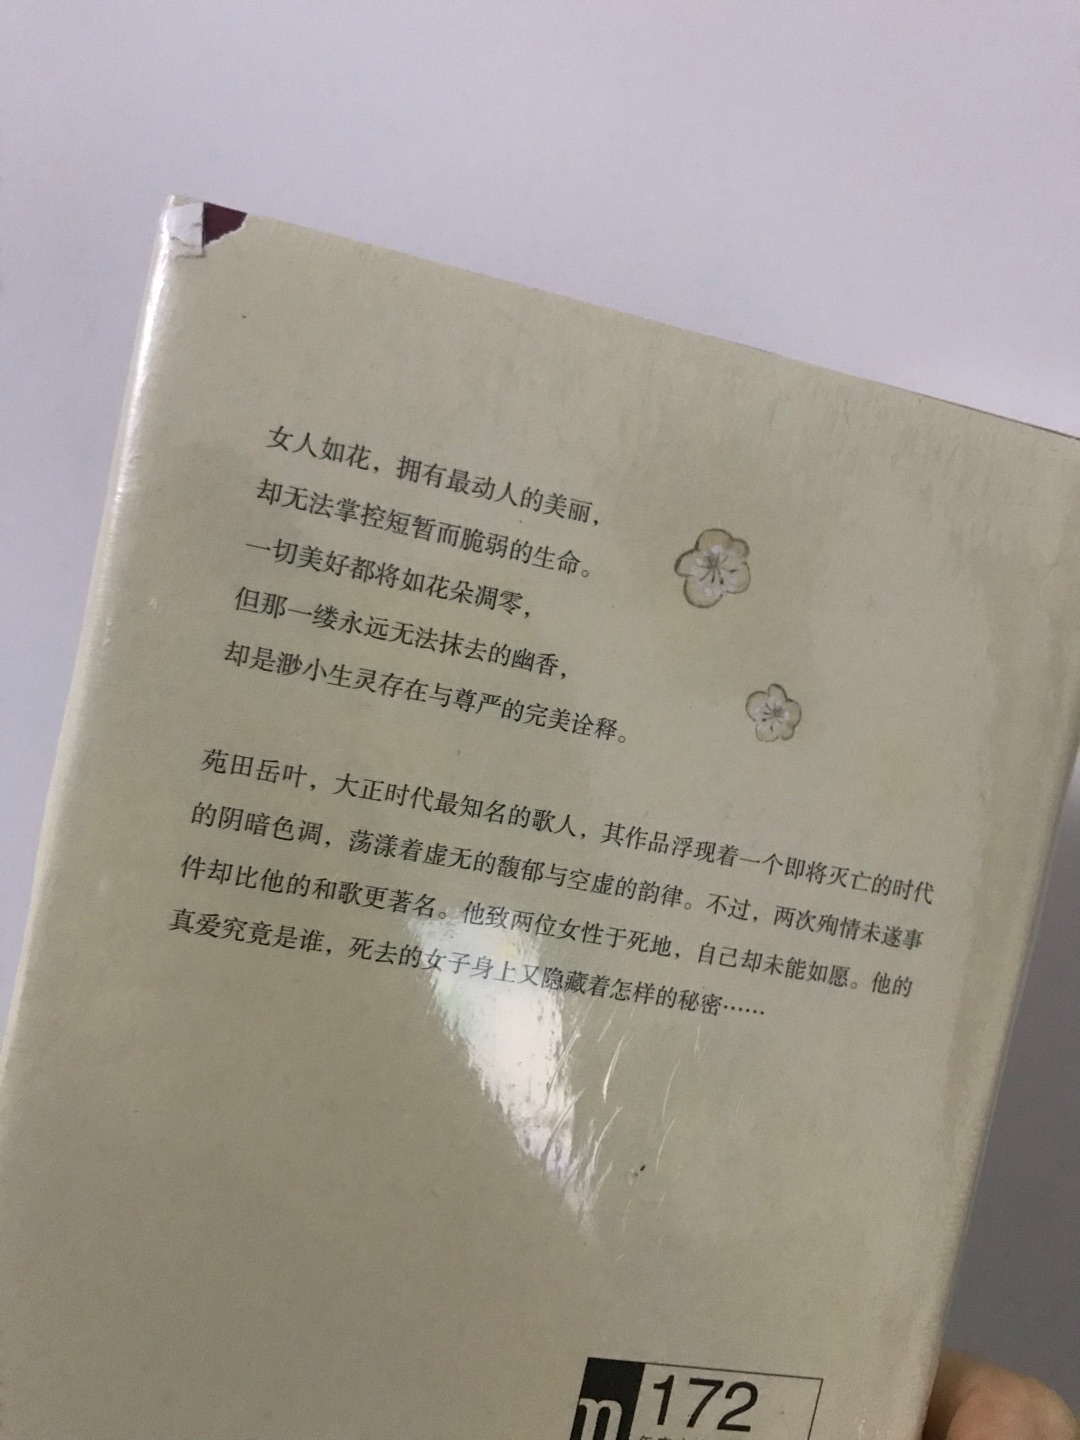 女人如花，拥有最动人的美丽，
却无法掌控短暂而脆弱的生命。
一切美好都将如花朵凋零，
但那一缕永远无法抹去的幽香，
却是渺小生灵存在与尊严的完美诠释。
苑田岳叶，大正时代最知名的歌人，其作品浮现着一个即将灭亡的时代
的阴暗色调，荡漾着虚无的馥郁与空虚的韵律。不过，两次殉情未遂事
件却比他的和歌更著名。他致两位女性于死地，自己却未能如愿。他的
真爱究竟是谁，死去的女子身上又隐藏着怎样的秘密……
m 172